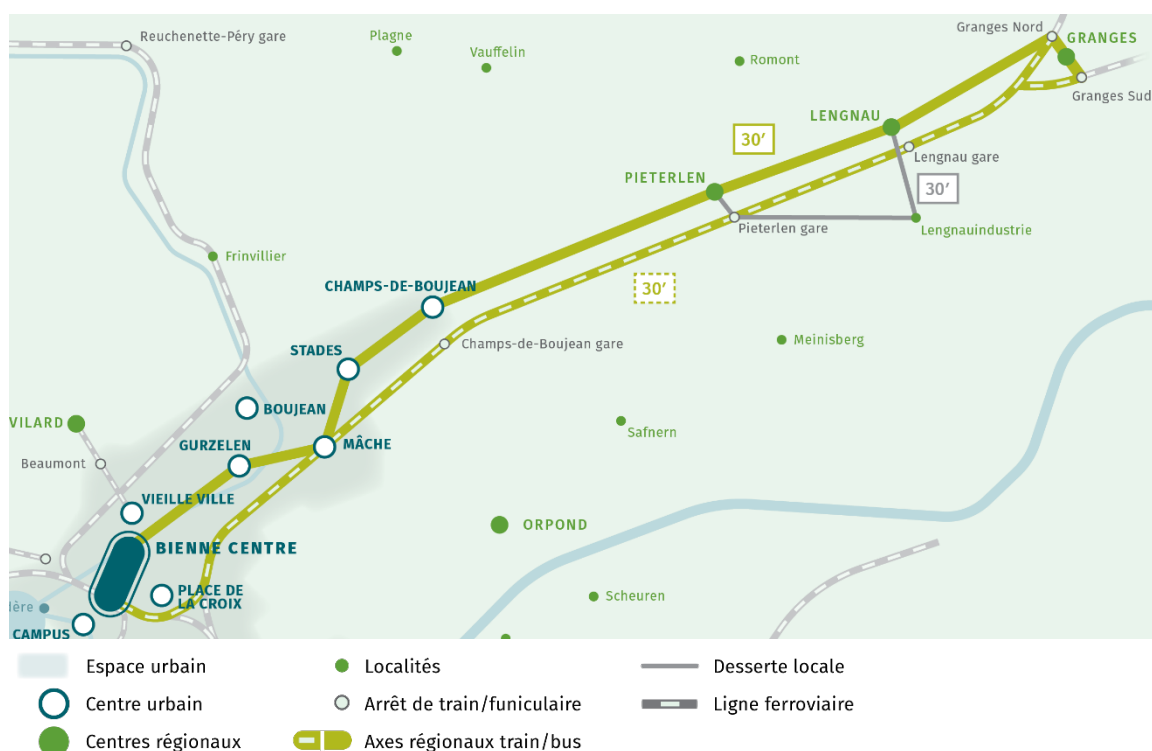 Reuchenette-Péry gare
Plagne
Vauffelin
Romont
Granges Nord
GRANGES
Granges Sud
LENGNAU
30′
Lengnau gare
PIETERLEN
30′
Pieterlen gare
Lengnauindustrie
Frinvillier
CHAMPS-DE-BOUJEAN
30′
Champs-de-Boujean gare
Meinisberg
STADES
BOUJEAN
VILARD
GURZELEN
MÂCHE
Safnern
Beaumont
VIEILLE VILLE
ORPOND
BIENNE CENTRE
PLACE DE
LA CROIX
Scheuren
lère
CAMPUS
Espace urbain
Localités
Desserte locale
Centre urbain
Arrêt de train/funiculaire
Ligne ferroviaire
Centres régionaux
Axes régionaux train/bus